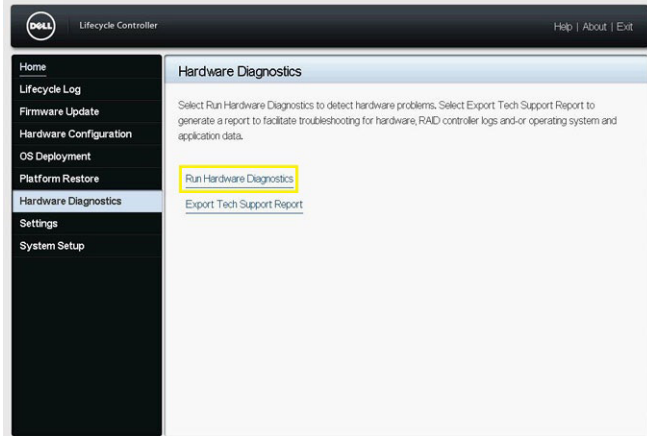 DELL
Lifecycle Controller
Help | About | Exit
Home
Lifecycle Log
Firmware Update
Hardware Configuration
OS Deployment
Platform Restore
Hardware Diagnostics
Settings
System Setup
Hardware Diagnostics
Select Run Hardware Diagnostics to detect hardware problems. Select Export Tech Support Report to
generate a report to facilitate troubleshooting for hardware, RAID controller logs and-or operating system and
application data.
Run Hardware Diagnostics
Export Tech Support Report